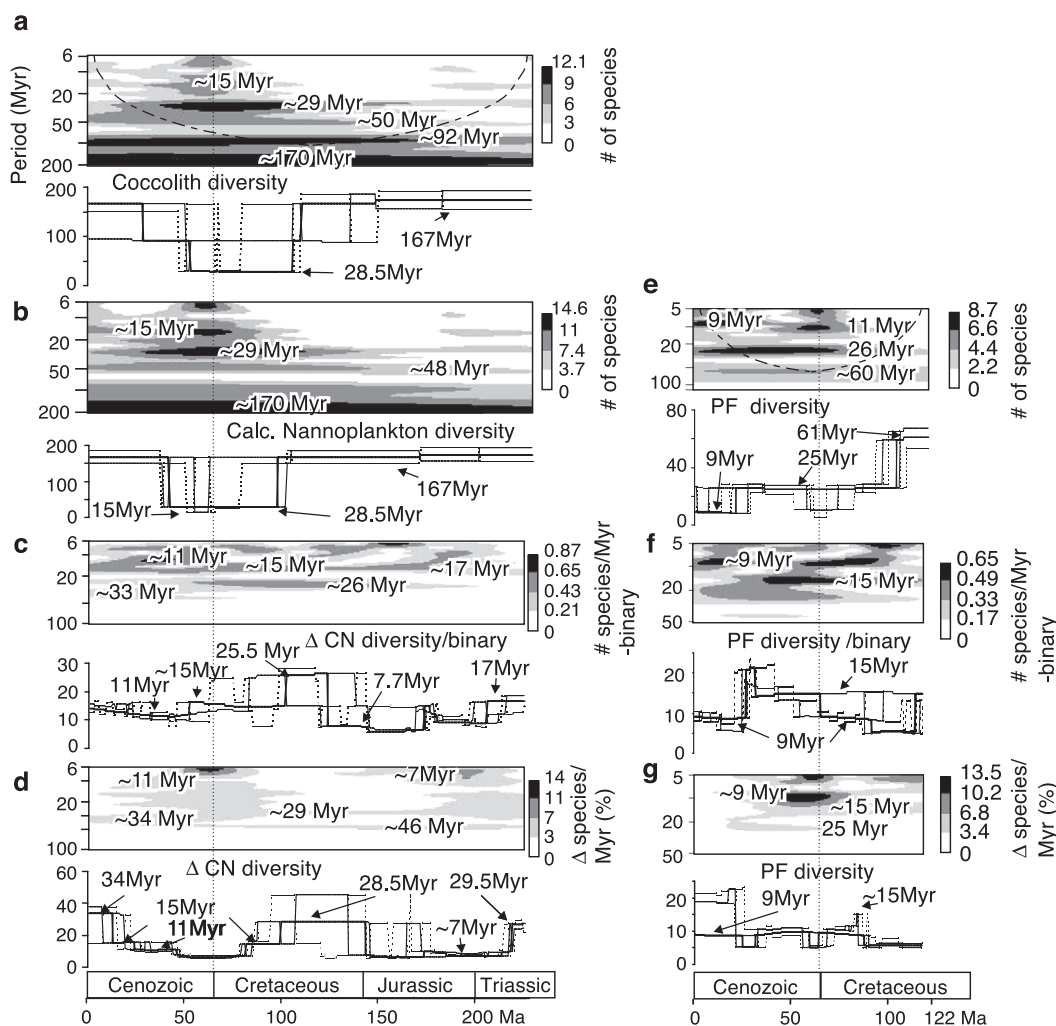 a
Period (Myr)
6
20
50
200
~15 Myr
~29 Myr
~50 Myr
~92 Myr
~170 Myr
12.1
9
6
3
0
# of species
Coccolith diversity
200
100
0
167Myr
28.5Myr
b
6
20
50
200
~15 Myr
~29 Myr
~48 Myr
~170 Myr
14.6
11
7.4
3.7
0
# of species
Calc. Nannoplankton diversity
200
100
0
15Myr
167Myr
28.5Myr
c
6
20
100
~11 Myr
~15 Myr
~17 Myr
~33 Myr
~26 Myr
0.87
0.65
0.43
0.21
0
# species/Myr
-binary
Δ CN diversity/binary
30
20
10
0
11Myr
~15Myr
25.5 Myr
7.7Myr
17Myr
d
6
20
100
~11 Myr
~7Myr
~34 Myr
~29 Myr
~46 Myr
14
11
7
3
0
Δ species/
Myr (%)
Δ CN diversity
60
40
20
0
34Myr
15Myr
11Myr
28.5Myr
29.5Myr
~7Myr
Cenozoic
Cretaceous
Jurassic
Triassic
0
50
100
150
200 Ma
e
5
20
100
9 Myr
11 Myr
26 Myr
~60 Myr
8.7
6.6
4.4
2.2
0
# of species
PF diversity
80
40
0
9Myr
61Myr
25Myr
f
5
20
50
~9 Myr
~15 Myr
0.65
0.49
0.33
0.17
0
# species/Myr
-binary
PF diversity /binary
20
10
0
15Myr
9Myr
g
5
20
50
~9 Myr
~15 Myr
25 Myr
13.5
10.2
6.8
3.4
0
Δ species/
Myr (%)
PF diversity
20
10
0
9Myr
~15Myr
Cenozoic
Cretaceous
0
50
100
122 Ma